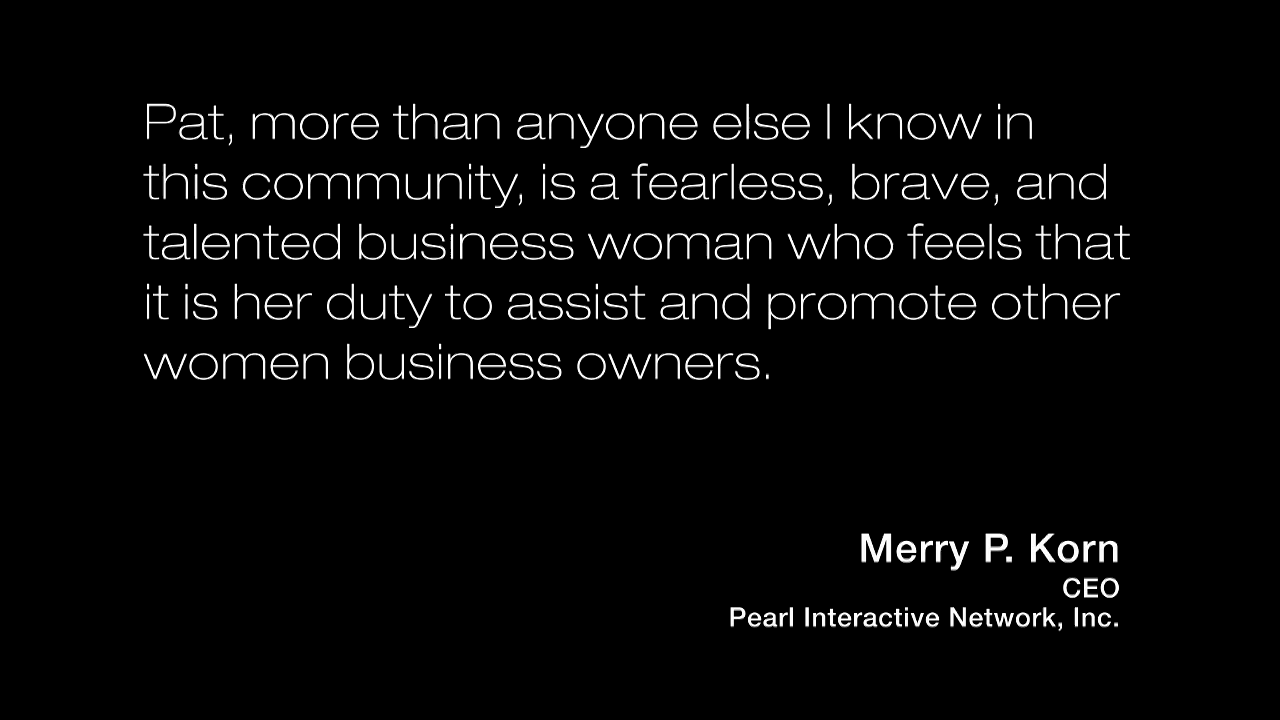 Pat, more than anyone else I know in
this community, is a fearless, brave, and
talented business woman who feels that
it is her duty to assist and promote other
women business owners.
Merry P. Korn
CEO
Pearl Interactive Network, Inc.